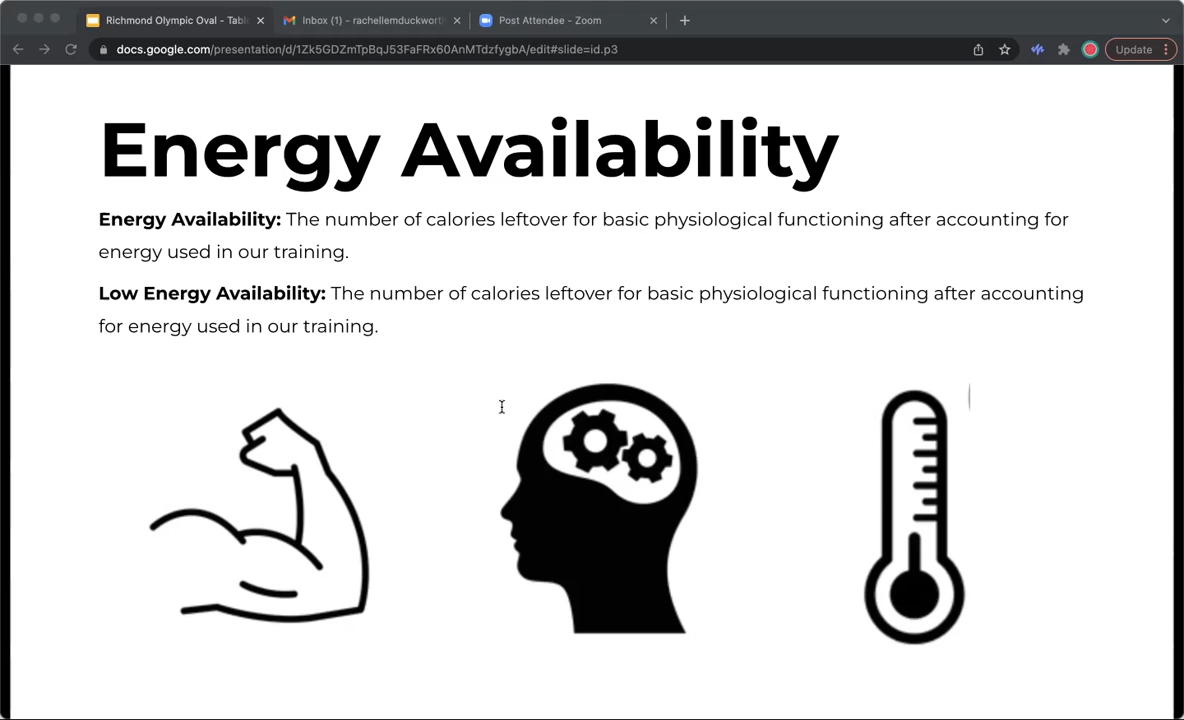 Richmond Olympic Oval - Table
Inbox (1) - rachellemduckworth
Post Attendee - Zoom
docs.google.com/presentation/d/1Zk5GDZmTpBqJ53FaFRx60AnMTdzfygbA/edit#slide=id.p3
Update
Energy Availability
Energy Availability: The number of calories leftover for basic physiological functioning after accounting for
energy used in our training.
Low Energy Availability: The number of calories leftover for basic physiological functioning after accounting
for energy used in our training.